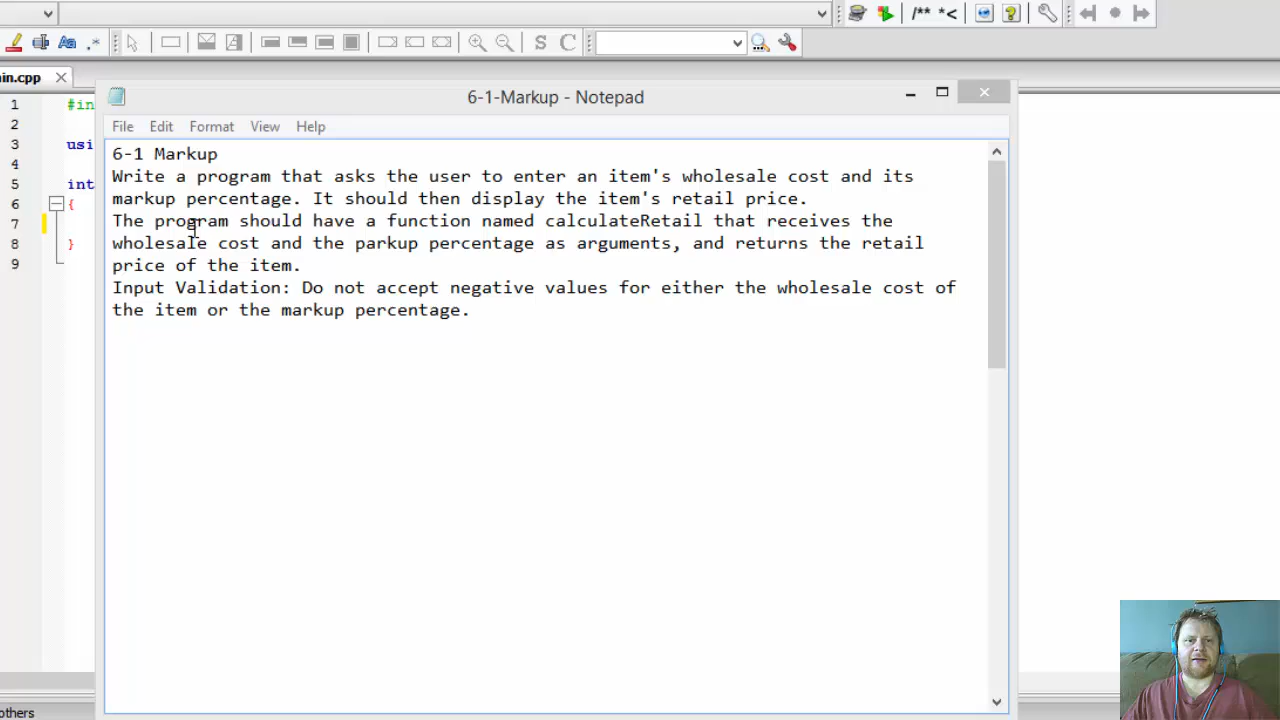 /** *<
S C
in.cpp
6-1-Markup - Notepad
File Edit Format View Help
1 #in
2
3 usi
4
5 int
6 {
7
8 }
9
6-1 Markup
Write a program that asks the user to enter an item's wholesale cost and its
markup percentage. It should then display the item's retail price.
The program should have a function named calculateRetail that receives the
wholesale cost and the parkup percentage as arguments, and returns the retail
price of the item.
Input Validation: Do not accept negative values for either the wholesale cost of
the item or the markup percentage.
others